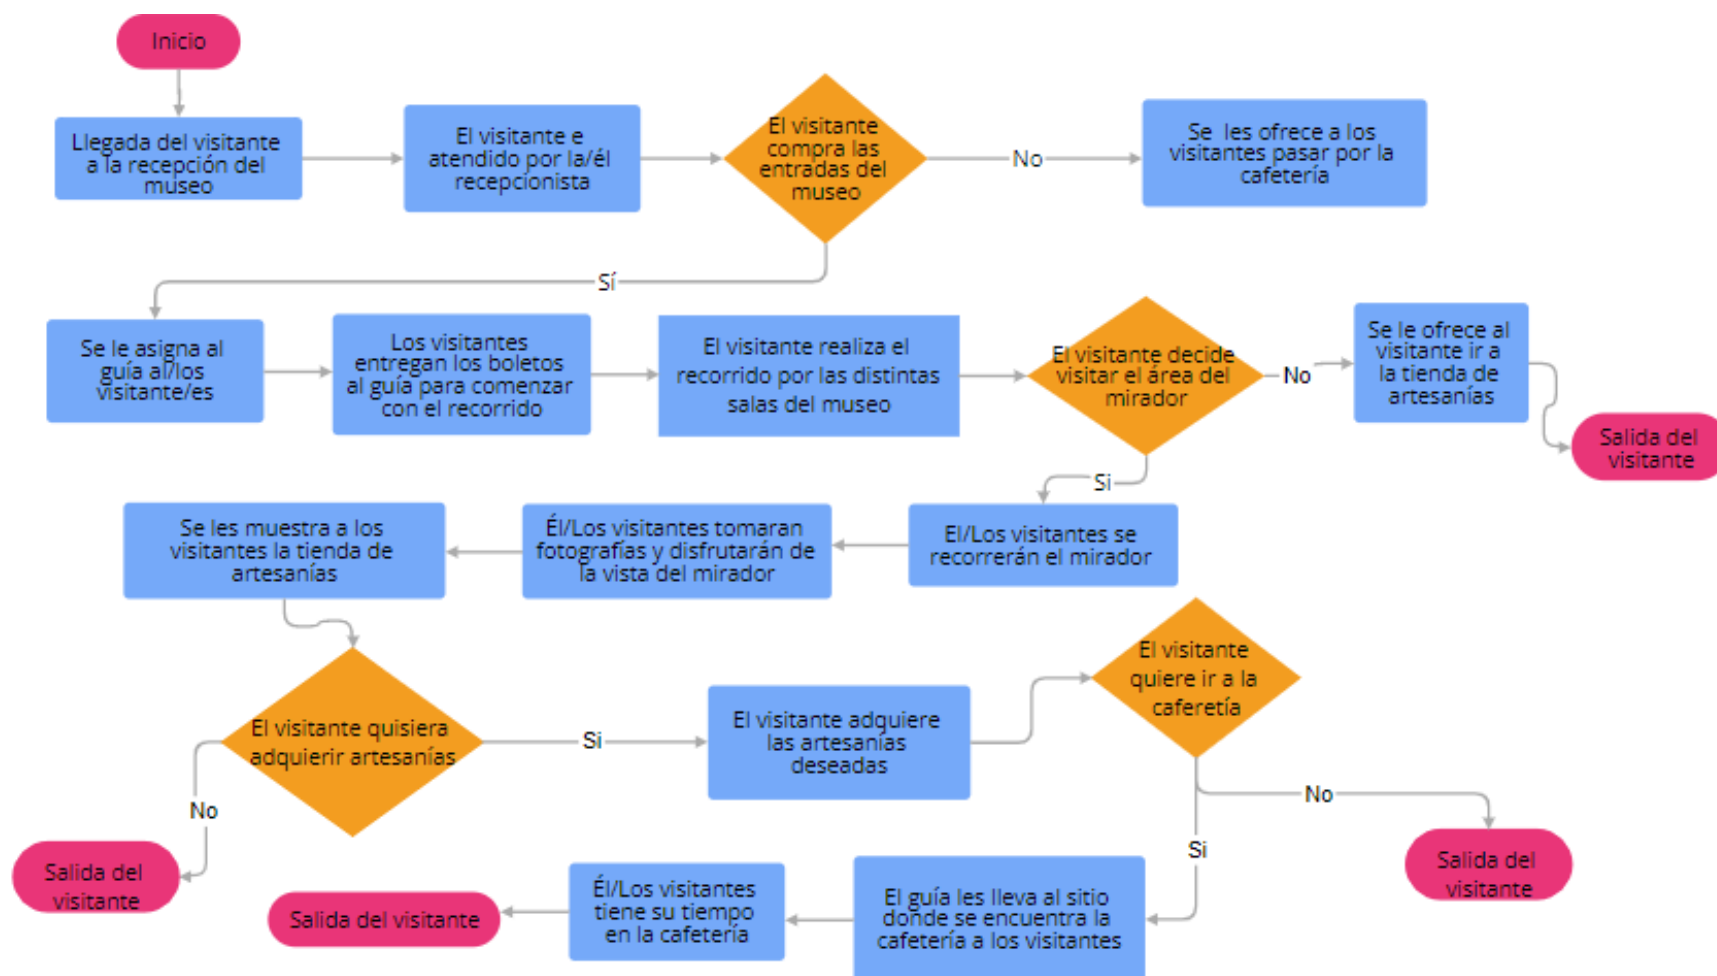 Inicio
Llegada del visitante
a la recepción del
museo
El visitante e
atendido por la/él
recepcionista
El visitante
compra las
entradas del
museo
No
Se les ofrece a los
visitantes pasar por la
cafetería
Sí
Se le asigna al
guía al/los
visitante/es
Los visitantes
entregan los boletos
al guía para comenzar
con el recorrido
El visitante realiza el
recorrido por las distintas
salas del museo
El visitante decide
visitar el área del
mirador
No
Se le ofrece al
visitante ir a
la tienda de
artesanías
Salida del
visitante
Si
El/Los visitantes se
recorrerán el mirador
Él/Los visitantes tomaran
fotografías y disfrutarán de
la vista del mirador
Se les muestra a los
visitantes la tienda de
artesanías
El visitante quisiera
adquierir artesanías
Si
El visitante adquiere
las artesanías
deseadas
El visitante
quiere ir a la
caferetía
No
Salida del
visitante
No
Salida del
visitante
Si
El guía les lleva al sitio
donde se encuentra la
cafetería a los visitantes
Él/Los visitantes
tiene su tiempo
en la cafetería
Salida del visitante